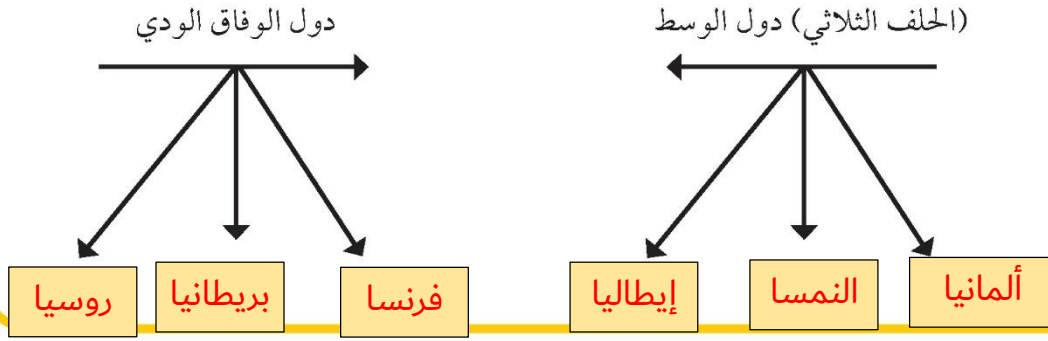 (الحلف الثلاثي) دول الوسط
دول الوفاق الودي
ألمانيا
النمسا
إيطاليا
فرنسا
بريطانيا
روسيا